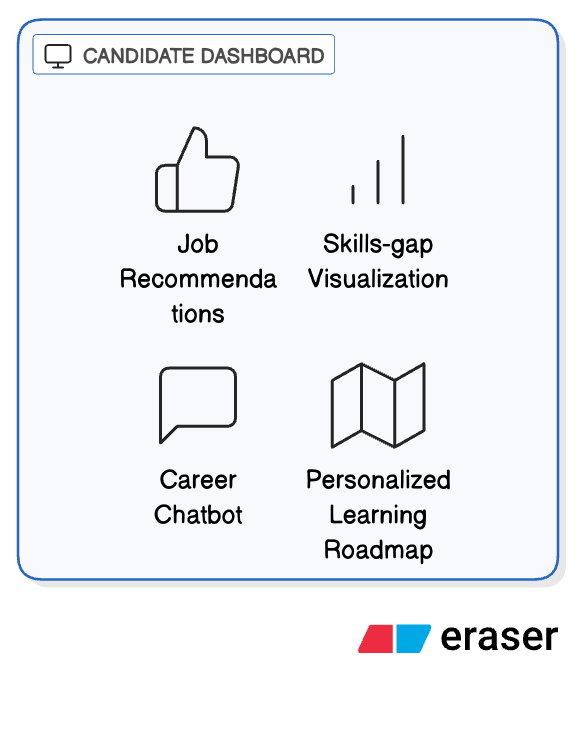 CANDIDATE DASHBOARD
Job
Recommenda
tions
Skills-gap
Visualization
Career
Chatbot
Personalized
Learning
Roadmap
eraser